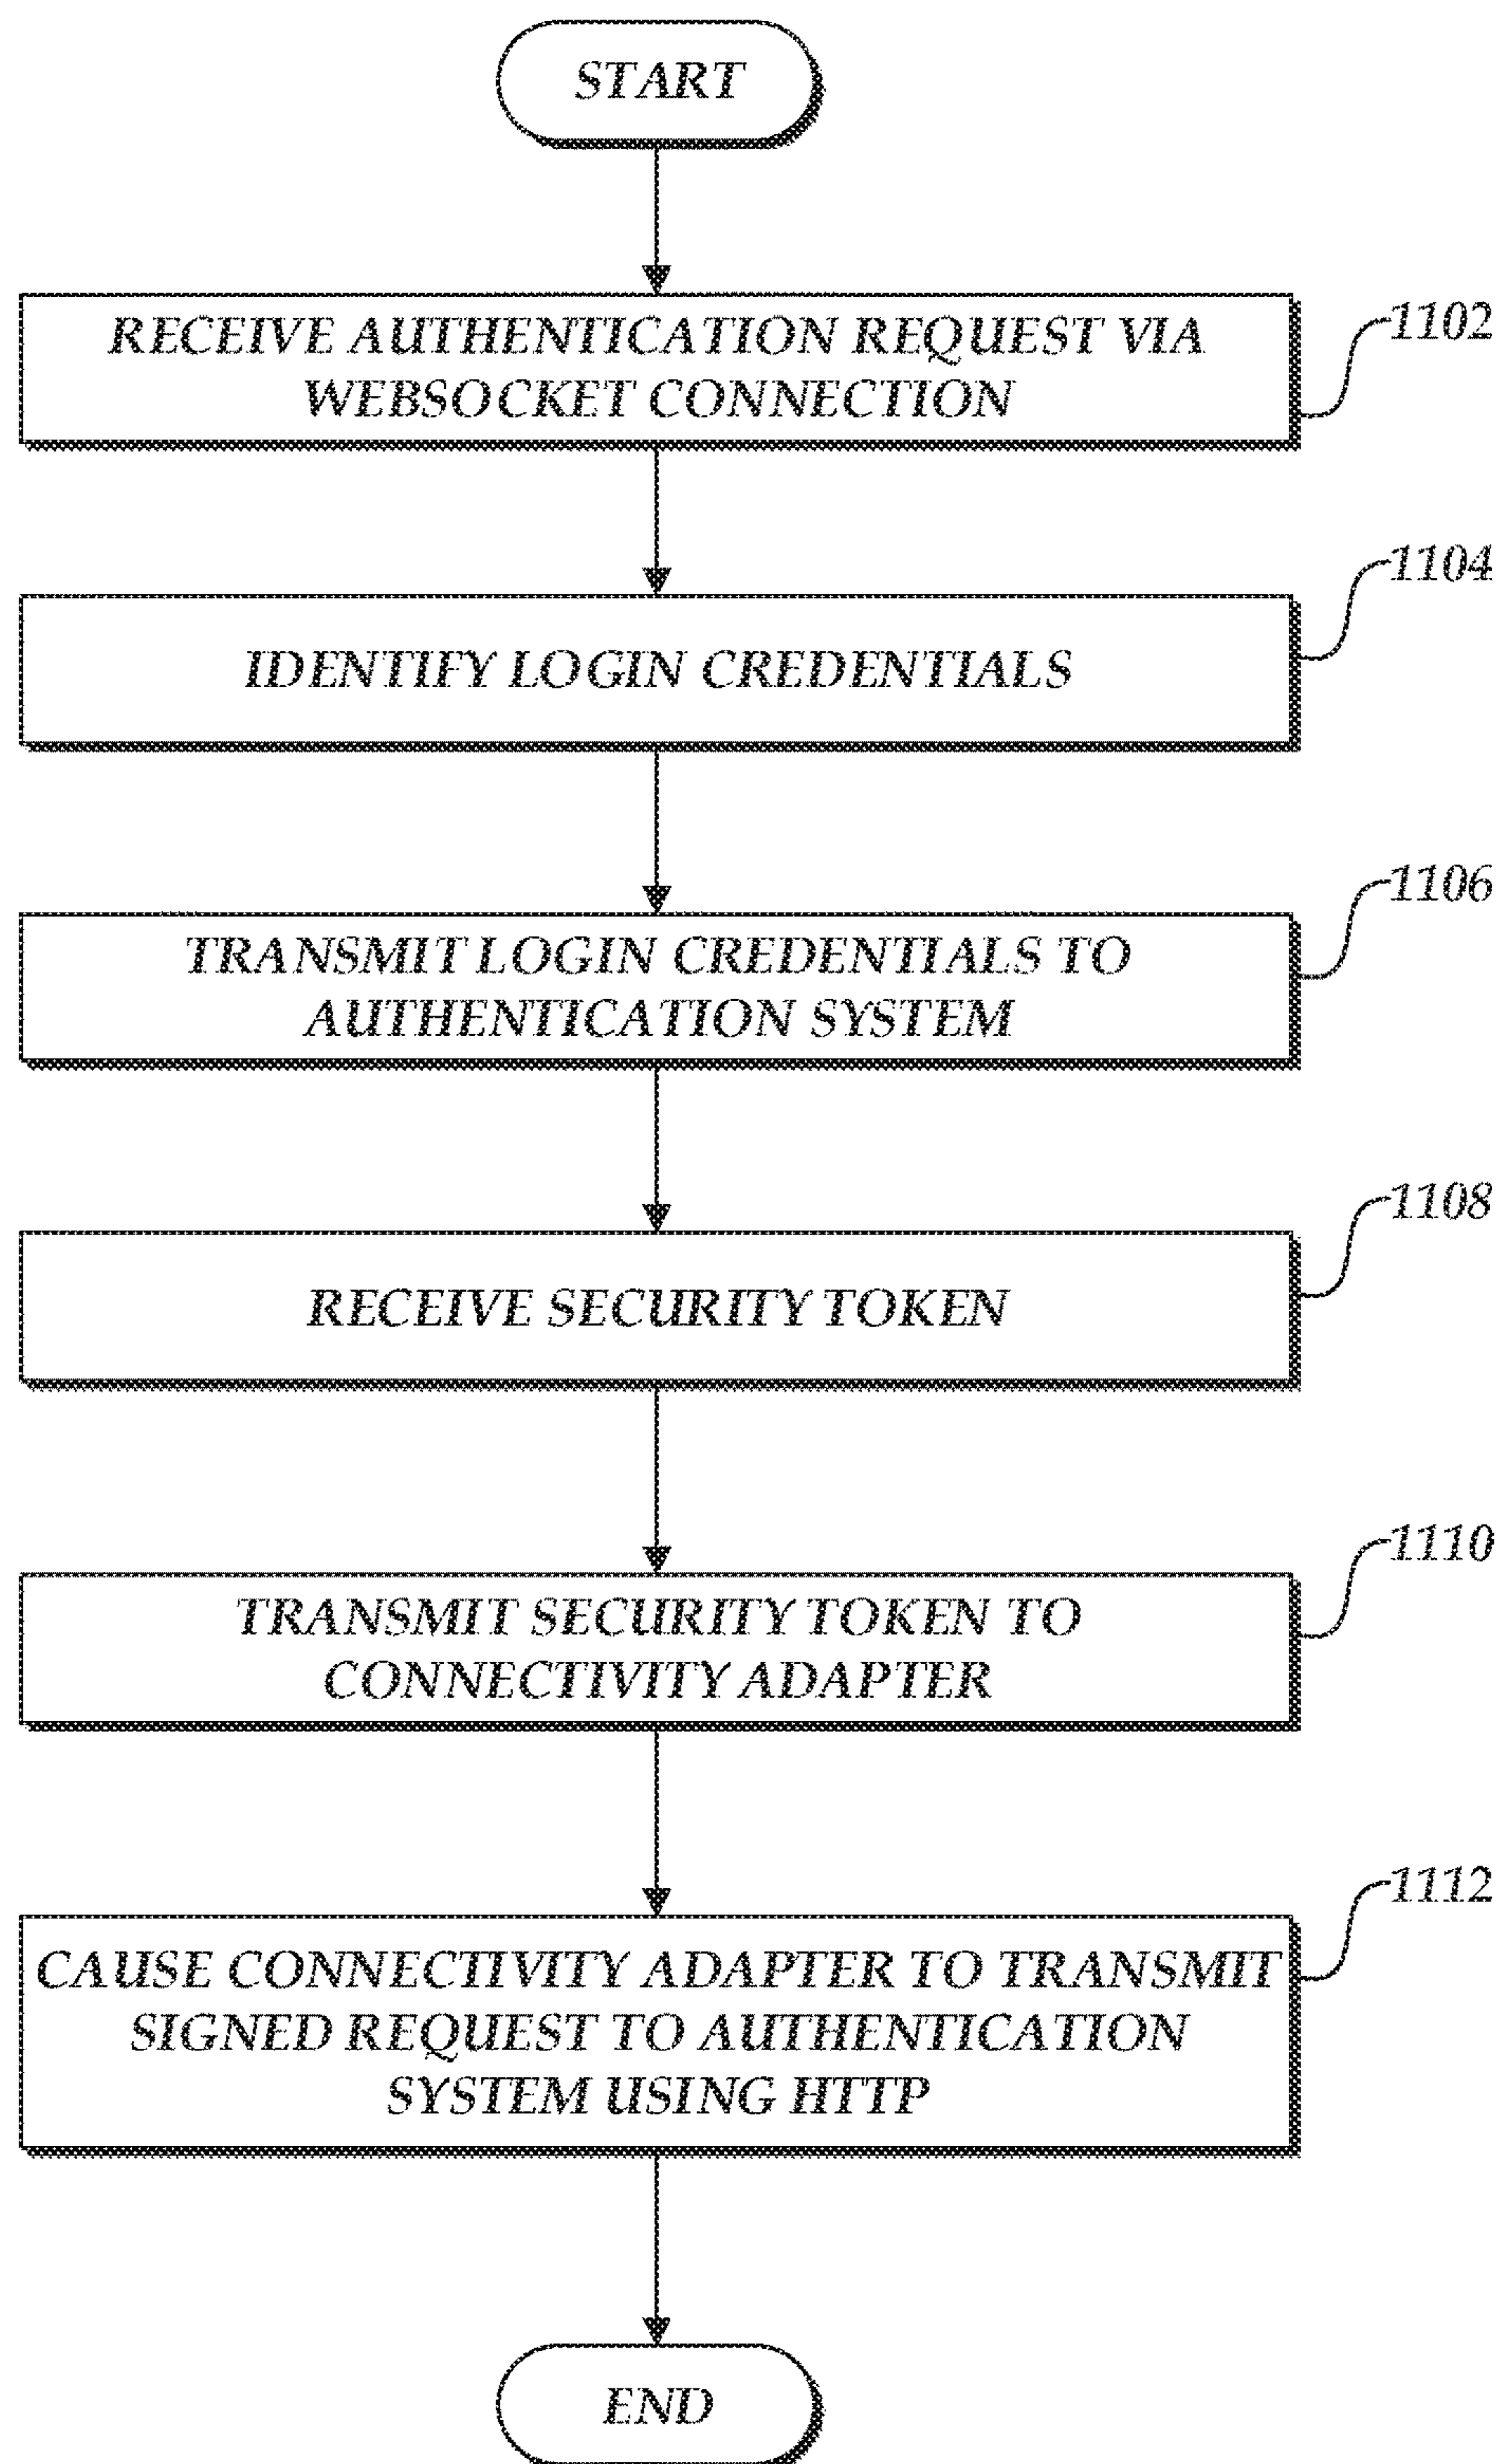 START
RECEIVE AUTHENTICATION REQUEST VIA
WEBSOCKET CONNECTION
1102
IDENTIFY LOGIN CREDENTIALS
1104
TRANSMIT LOGIN CREDENTIALS TO
AUTHENTICATION SYSTEM
1106
RECEIVE SECURITY TOKEN
1108
TRANSMIT SECURITY TOKEN TO
CONNECTIVITY ADAPTER
1110
CAUSE CONNECTIVITY ADAPTER TO TRANSMIT
SIGNED REQUEST TO AUTHENTICATION
SYSTEM USING HTTP
1112
END